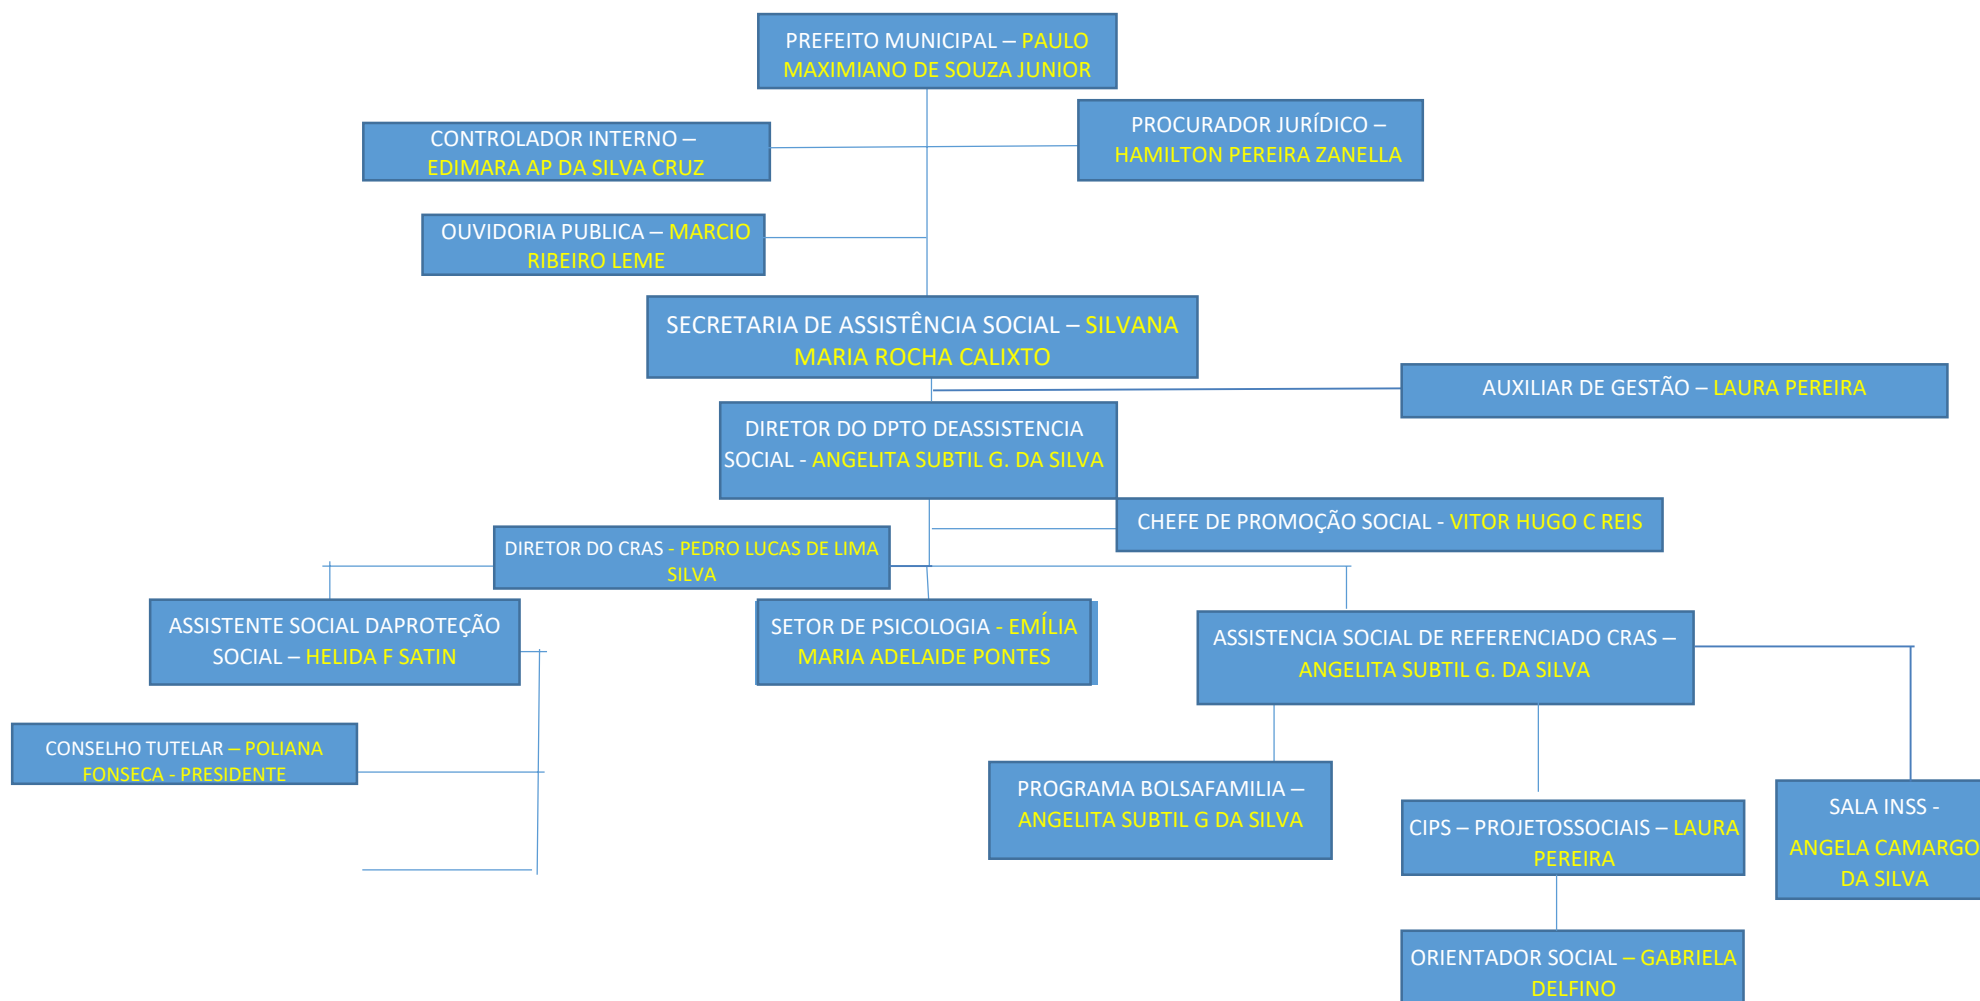 PREFEITO MUNICIPAL – PAULO
MAXIMIANO DE SOUZA JUNIOR
CONTROLADOR INTERNO –
EDIMARA AP DA SILVA CRUZ
PROCURADOR JURÍDICO –
HAMILTON PEREIRA ZANELLA
OUVIDORIA PUBLICA – MARCIO
RIBEIRO LEME
SECRETARIA DE ASSISTÊNCIA SOCIAL – SILVANA
MARIA ROCHA CALIXTO
AUXILIAR DE GESTÃO – LAURA PEREIRA
DIRETOR DO DPTO DEASSISTENCIA
SOCIAL - ANGELITA SUBTIL G. DA SILVA
CHEFE DE PROMOÇÃO SOCIAL - VITOR HUGO C REIS
DIRETOR DO CRAS - PEDRO LUCAS DE LIMA
SILVA
ASSISTENTE SOCIAL DAPROTEÇÃO
SOCIAL – HELIDA F SATIN
SETOR DE PSICOLOGIA - EMÍLIA
MARIA ADELAIDE PONTES
ASSISTENCIA SOCIAL DE REFERENCIADO CRAS –
ANGELITA SUBTIL G. DA SILVA
CONSELHO TUTELAR – POLIANA
FONSECA - PRESIDENTE
PROGRAMA BOLSAFAMILIA –
ANGELITA SUBTIL G DA SILVA
CIPS – PROJETOSSOCIAIS – LAURA
PEREIRA
SALA INSS -
ANGELA CAMARGO
DA SILVA
ORIENTADOR SOCIAL – GABRIELA
DELFINO